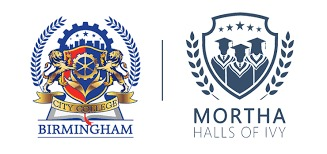 CITY COLLEGE
BIRMINGHAM
MORTHA
HALLS OF IVY